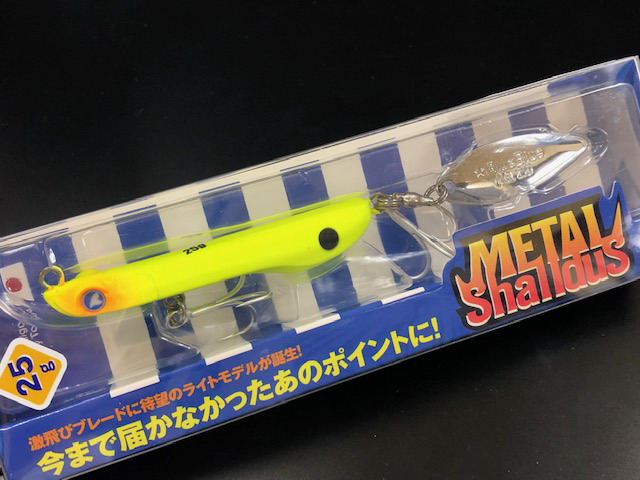 METAL
Shalldus
25g
25
g
激飛びブレードに待望のライトモデルが誕生!
今まで届かなかったあのポイントに!